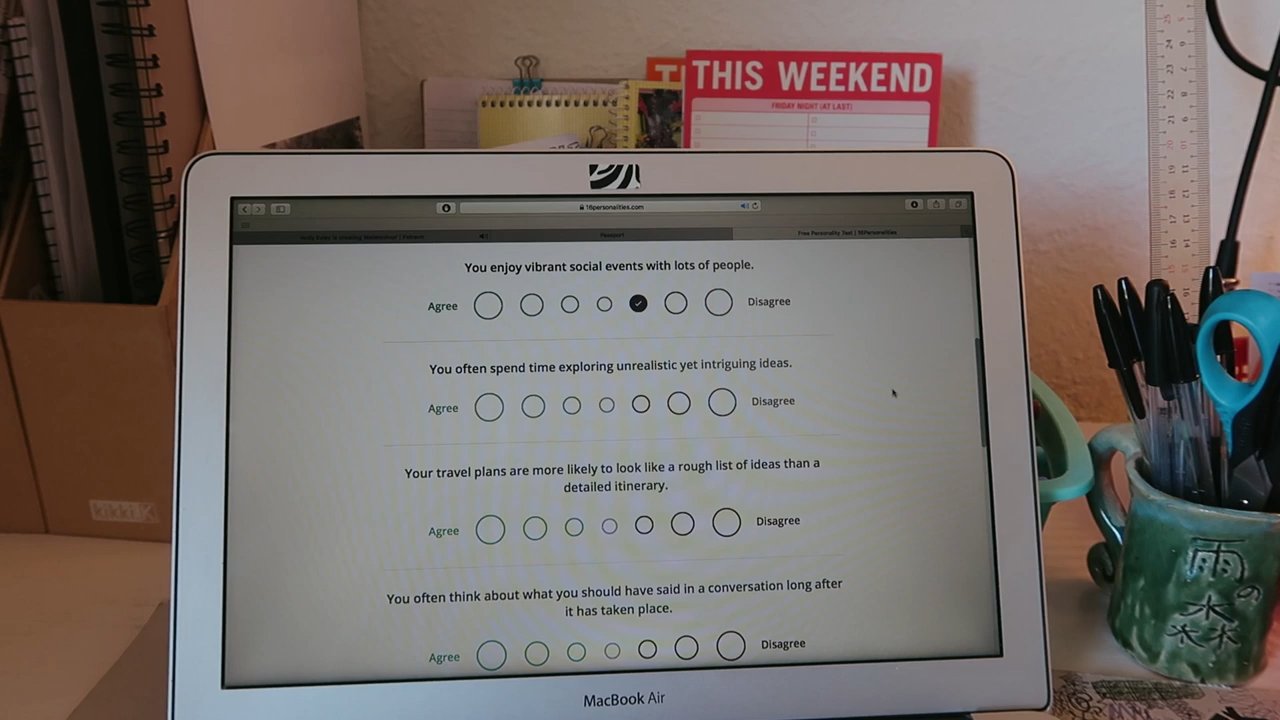 THIS WEEKEND
FRIDAY NIGHT (AT LAST)
16personalities.com
Passport
Free Personality Test | 16Personalities
You enjoy vibrant social events with lots of people.
Agree
Disagree
You often spend time exploring unrealistic yet intriguing ideas.
Agree
Disagree
Your travel plans are more likely to look like a rough list of ideas than a
detailed itinerary.
Agree
Disagree
You often think about what you should have said in a conversation long after
it has taken place.
Agree
Disagree
MacBook Air
kikki.K
雨
の
森